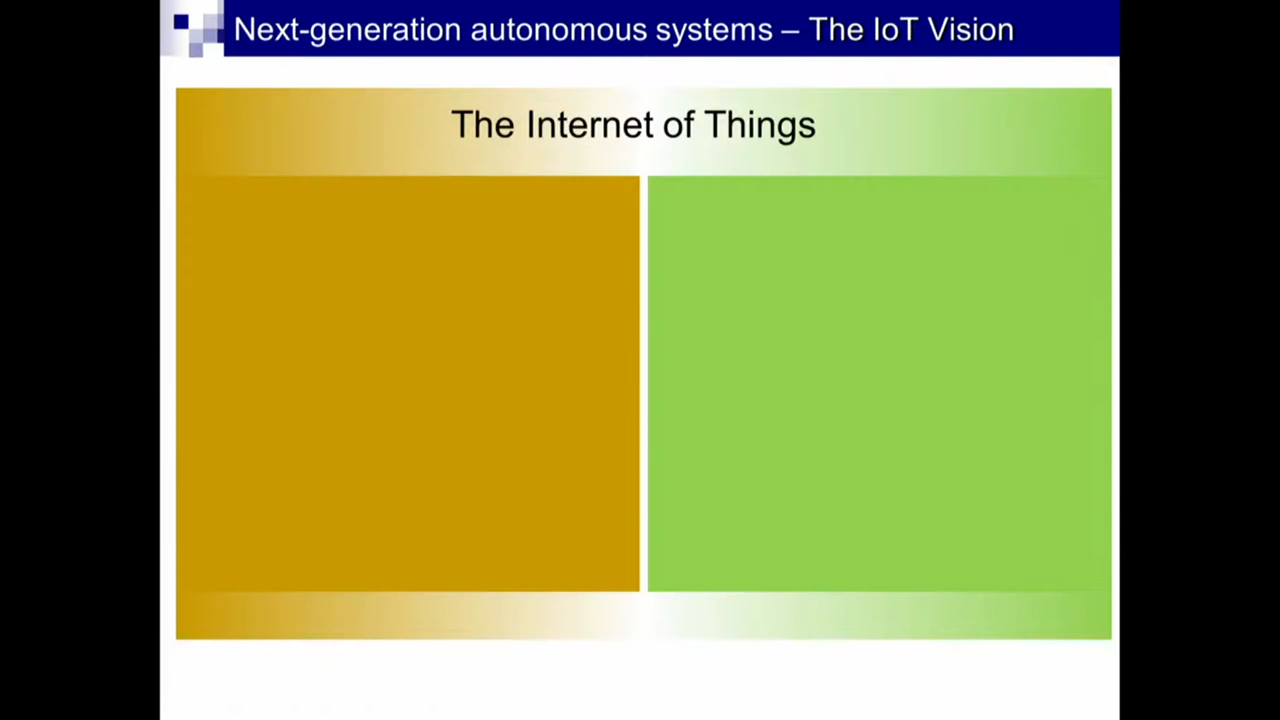 Next-generation autonomous systems – The IoT Vision
The Internet of Things